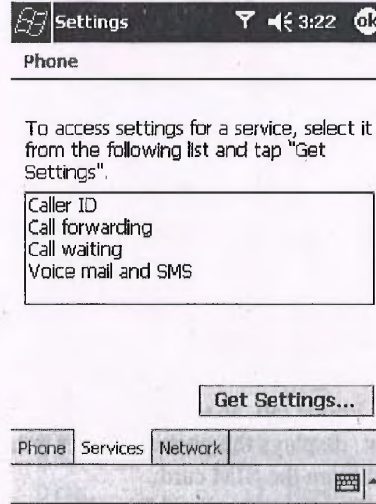 Settings 3:22 ok
Phone
To access settings for a service, select it
from the following list and tap "Get
Settings".
Caller ID
Call forwarding
Call waiting
Voice mail and SMS
Get Settings...
Phone Services Network